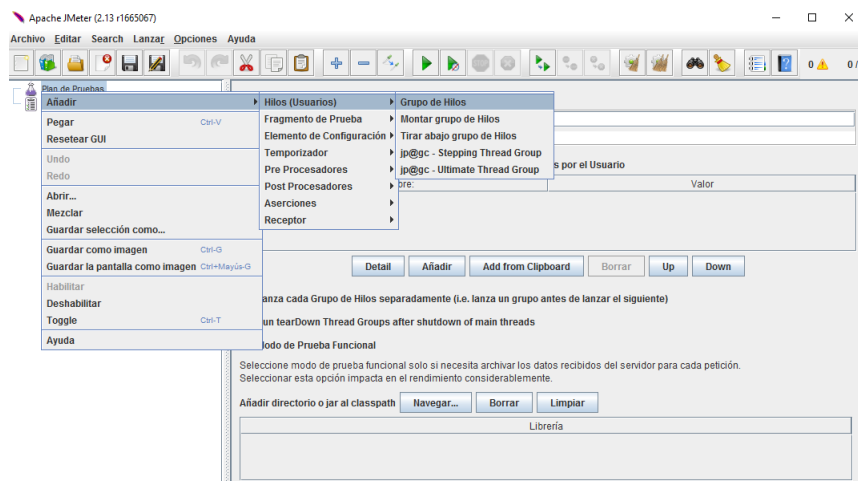 Apache JMeter (2.13 r1665067)
Archivo Editar Search Lanzar Opciones Ayuda
0
0/
Plan de Pruebas
Añadir
Pegar Ctrl-V
Resetear GUI
Undo
Redo
Abrir...
Mezclar
Guardar selección como...
Guardar como imagen Ctrl-G
Guardar la pantalla como imagen Ctrl+Mayús-G
Habilitar
Deshabilitar
Toggle Ctrl-T
Ayuda
Hilos (Usuarios)
Fragmento de Prueba
Elemento de Configuración
Temporizador
Pre Procesadores
Post Procesadores
Aserciones
Receptor
Grupo de Hilos
Montar grupo de Hilos
Tirar abajo grupo de Hilos
jp@gc - Stepping Thread Group
jp@gc - Ultimate Thread Group
s por el Usuario
bre: Valor
Detail Añadir Add from Clipboard Borrar Up Down
anza cada Grupo de Hilos separadamente (i.e. lanza un grupo antes de lanzar el siguiente)
un tearDown Thread Groups after shutdown of main threads
odo de Prueba Funcional
Seleccione modo de prueba funcional solo si necesita archivar los datos recibidos del servidor para cada petición.
Seleccionar esta opción impacta en el rendimiento considerablemente.
Añadir directorio o jar al classpath Navegar... Borrar Limpiar
Librería